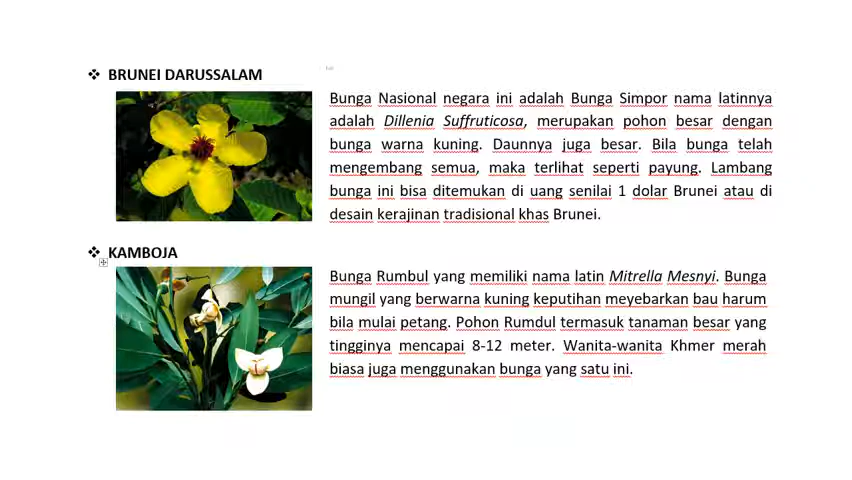 ❖ BRUNEI DARUSSALAM
Bunga Nasional negara ini adalah Bunga Simpor nama latinnya
adalah Dillenia Suffruticosa, merupakan pohon besar dengan
bunga warna kuning. Daunnya juga besar. Bila bunga telah
mengembang semua, maka terlihat seperti payung. Lambang
bunga ini bisa ditemukan di uang senilai 1 dolar Brunei atau di
desain kerajinan tradisional khas Brunei.
❖ KAMBOJA
Bunga Rumbul yang memiliki nama latin Mitrella Mesnyi. Bunga
mungil yang berwarna kuning keputihan meyebarkan bau harum
bila mulai petang. Pohon Rumdul termasuk tanaman besar yang
tingginya mencapai 8-12 meter. Wanita-wanita Khmer merah
biasa juga menggunakan bunga yang satu ini.